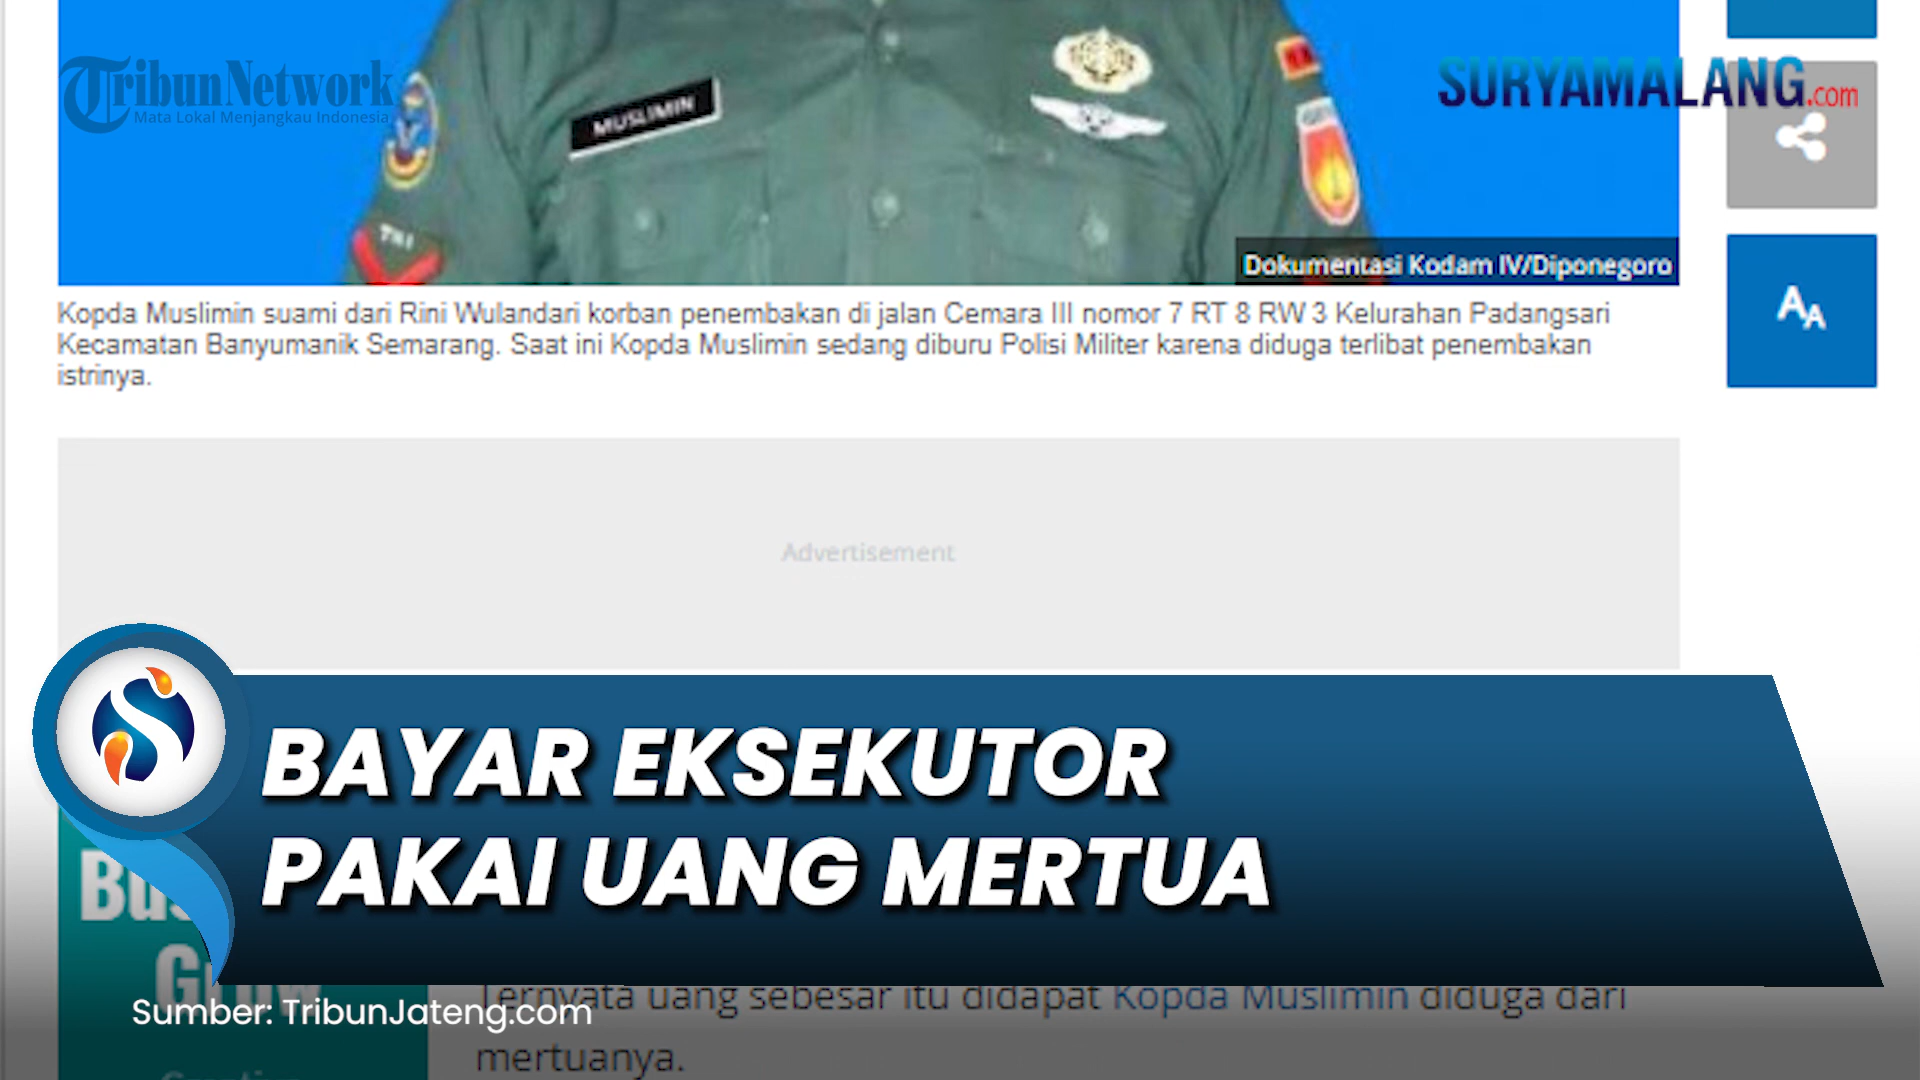 TribunNetwork
Mata Lokal Menjangkau Indonesia
SURYAMALANG.com
MUSLIMIN
TNI
Dokumentasi Kodam IV/Diponegoro
AA
Kopda Muslimin suami dari Rini Wulandari korban penembakan di jalan Cemara III nomor 7 RT 8 RW 3 Kelurahan Padangsari
Kecamatan Banyumanik Semarang. Saat ini Kopda Muslimin sedang diburu Polisi Militer karena diduga terlibat penembakan
istrinya.
Advertisement
BAYAR EKSEKUTOR
PAKAI UANG MERTUA
Ternyata uang sebesar itu didapat Kopda Muslimin diduga dari
mertuanya.
Sumber: TribunJateng.com